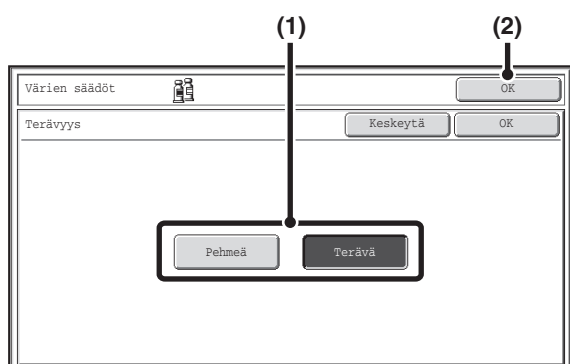 (1) (2)
Värien säädöt OK
Terävyys Keskeytä OK
Pehmeä Terävä